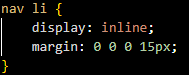 nav li {
    display: inline;
    margin: 0 0 0 15px;
}